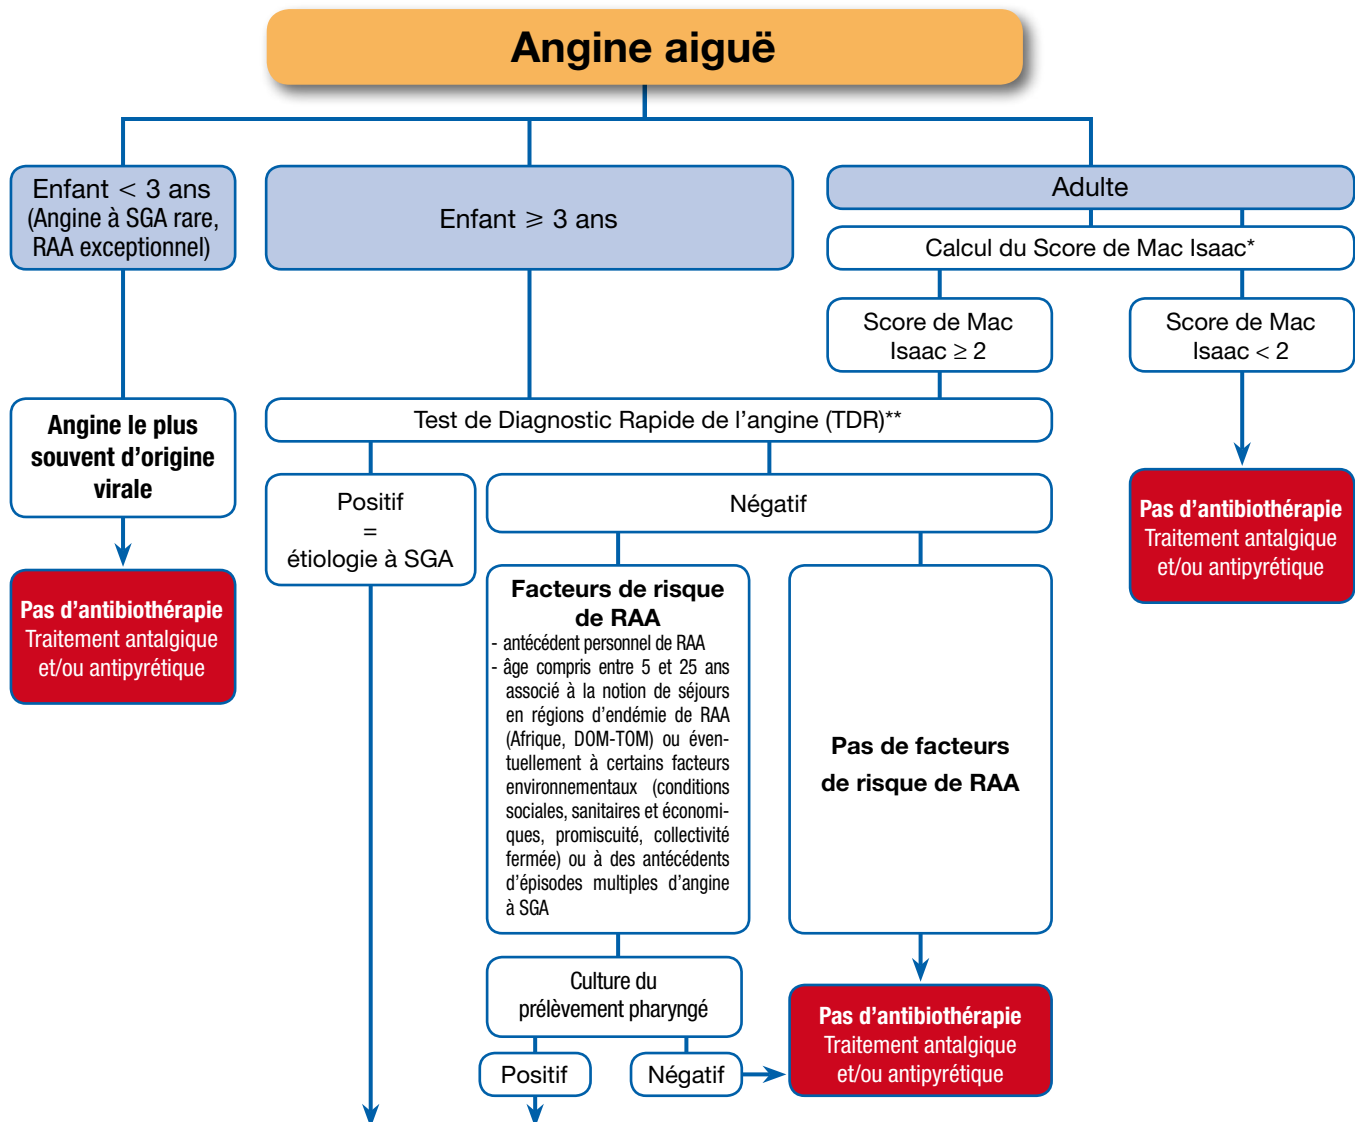 Angine aiguë
Enfant < 3 ans
(Angine à SGA rare,
RAA exceptionnel)
Enfant ⩾ 3 ans
Adulte
Calcul du Score de Mac Isaac*
Score de Mac
Isaac ≥ 2
Score de Mac
Isaac < 2
Angine le plus
souvent d'origine
virale
Test de Diagnostic Rapide de l'angine (TDR)**
Positif
=
étiologie à SGA
Négatif
Pas d'antibiothérapie
Traitement antalgique
et/ou antipyrétique
Pas d'antibiothérapie
Traitement antalgique
et/ou antipyrétique
Facteurs de risque
de RAA
- antécédent personnel de RAA
- âge compris entre 5 et 25 ans
associé à la notion de séjours
en régions d'endémie de RAA
(Afrique, DOM-TOM) ou éven-
tuellement à certains facteurs
environnementaux (conditions
sociales, sanitaires et économi-
ques, promiscuité, collectivité
fermée) ou à des antécédents
d'épisodes multiples d'angine
à SGA
Pas de facteurs
de risque de RAA
Culture du
prélèvement pharyngé
Positif
Négatif
Pas d'antibiothérapie
Traitement antalgique
et/ou antipyrétique